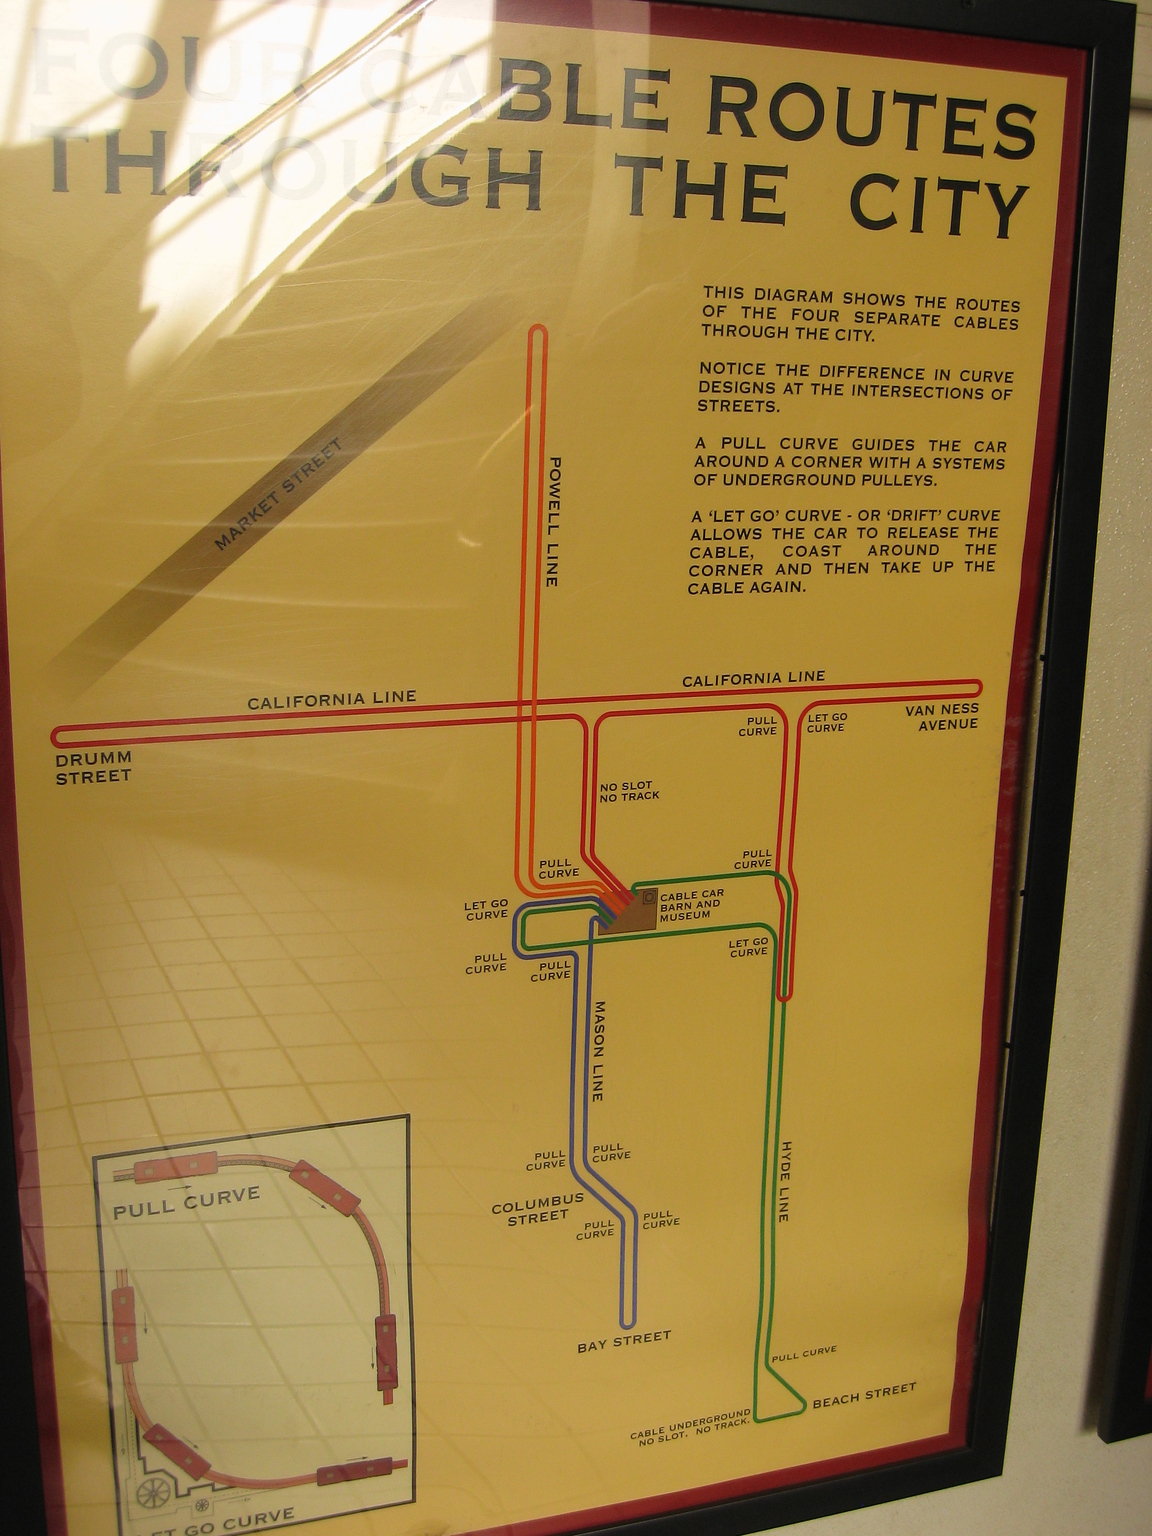 FOUR CABLE ROUTES
THROUGH THE CITY
THIS DIAGRAM SHOWS THE ROUTES
OF THE FOUR SEPARATE CABLES
THROUGH THE CITY.
NOTICE THE DIFFERENCE IN CURVE
DESIGNS AT THE INTERSECTIONS OF
STREETS.
A PULL CURVE GUIDES THE CAR
AROUND A CORNER WITH A SYSTEMS
OF UNDERGROUND PULLEYS.
A ‘LET GO’ CURVE - OR ‘DRIFT’ CURVE
ALLOWS THE CAR TO RELEASE THE
CABLE, COAST AROUND THE
CORNER AND THEN TAKE UP THE
CABLE AGAIN.
MARKET STREET
POWELL LINE
CALIFORNIA LINE
CALIFORNIA LINE
DRUMM
STREET
PULL
CURVE
LET GO
CURVE
VAN NESS
AVENUE
NO SLOT
NO TRACK
PULL
CURVE
PULL
CURVE
LET GO
CURVE
CABLE CAR
BARN AND
MUSEUM
PULL
CURVE
PULL
CURVE
LET GO
CURVE
MASON LINE
PULL
CURVE
PULL
CURVE
COLUMBUS
STREET
PULL
CURVE
PULL
CURVE
HYDE LINE
BAY STREET
PULL CURVE
BEACH STREET
CABLE UNDERGROUND
NO SLOT. NO TRACK.
PULL CURVE
LET GO CURVE